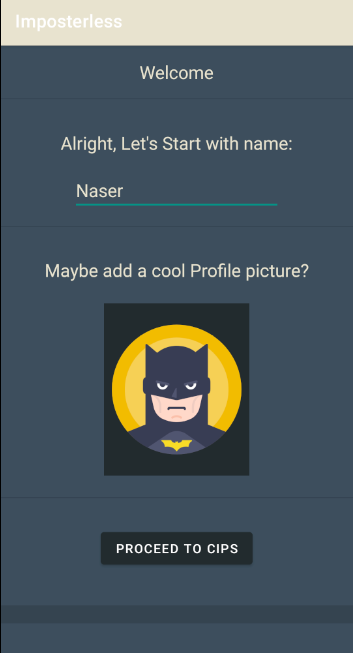 Imposterless
Welcome
Alright, Let's Start with name:
Naser
Maybe add a cool Profile picture?
PROCEED TO CIPS